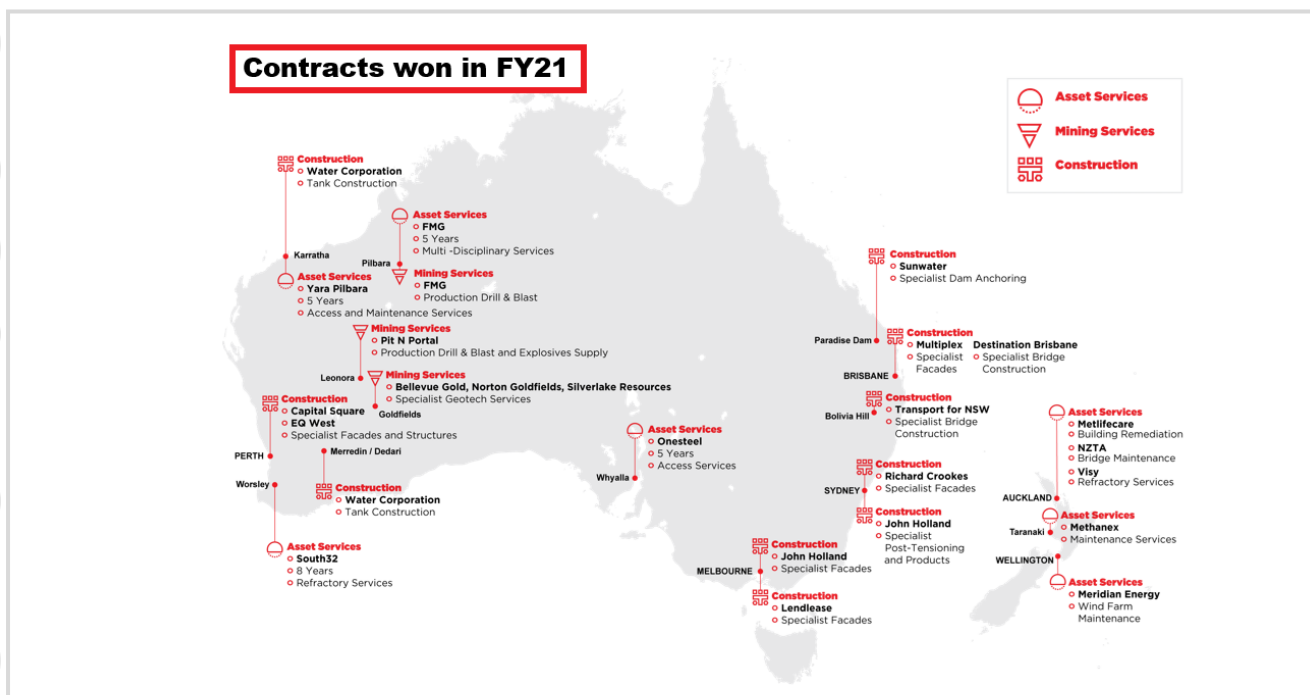 Contracts won in FY21
Asset Services
Mining Services
Construction
Construction
Water Corporation
Tank Construction
Karratha
Asset Services
Yara Pilbara
5 Years
Access and Maintenance Services
Asset Services
FMG
5 Years
Multi -Disciplinary Services
Pilbara
Mining Services
FMG
Production Drill & Blast
Mining Services
Pit N Portal
Production Drill & Blast and Explosives Supply
Leonora
Mining Services
Bellevue Gold, Norton Goldfields, Silverlake Resources
Specialist Geotech Services
Goldfields
Construction
Capital Square
EQ West
Specialist Facades and Structures
PERTH
Merredin / Dedari
Construction
Water Corporation
Tank Construction
Worsley
Asset Services
South32
8 Years
Refractory Services
Asset Services
Onesteel
5 Years
Access Services
Whyalla
Construction
Sunwater
Specialist Dam Anchoring
Paradise Dam
Construction
Multiplex
Specialist
Facades
Destination Brisbane
Specialist Bridge
Construction
BRISBANE
Construction
Transport for NSW
Specialist Bridge
Construction
Bolivia Hill
Construction
Richard Crookes
Specialist Facades
SYDNEY
Construction
John Holland
Specialist
Post-Tensioning
and Products
Construction
John Holland
Specialist Facades
MELBOURNE
Construction
Lendlease
Specialist Facades
Asset Services
Metlifecare
Building Remediation
NZTA
Bridge Maintenance
Visy
Refractory Services
AUCKLAND
Asset Services
Methanex
Maintenance Services
Taranaki
WELLINGTON
Asset Services
Meridian Energy
Wind Farm
Maintenance